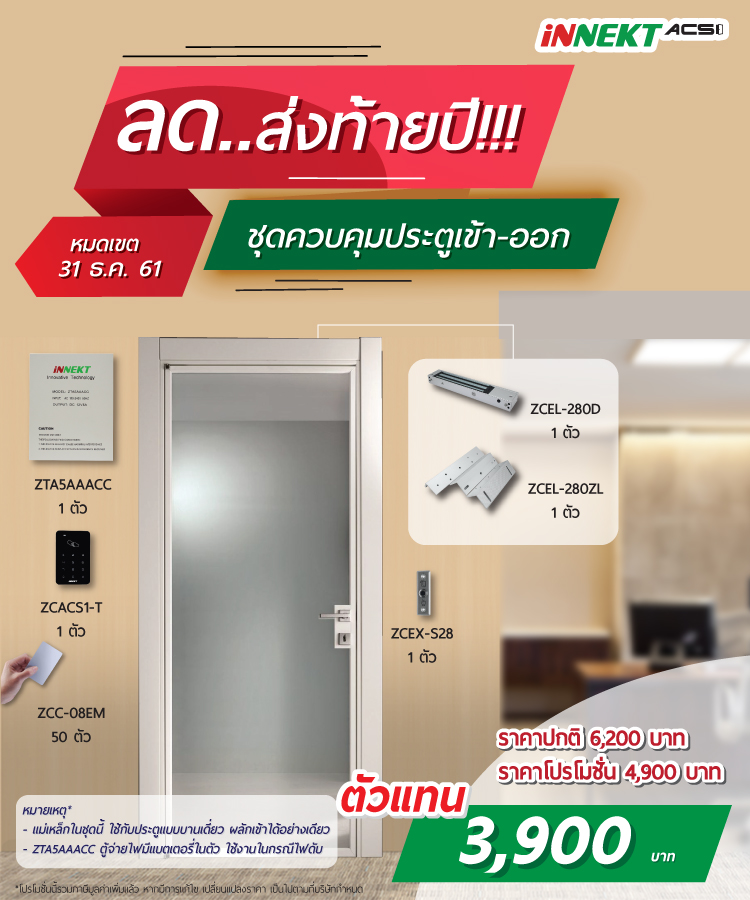 iNNEKT ACSI
ลด..ส่งท้ายปี!!!
ชุดควบคุมประตูเข้า-ออก
หมดเขต
31 ธ.ค. 61
iNNEKT
Innovative Technology
MODEL: ZTA5AAACC
CAUTION
ZTA5AAACC
1 ตัว
ZCACS1-T
1 ตัว
ZCC-08EM
50 ตัว
ZCEL-280D
1 ตัว
ZCEL-280ZL
1 ตัว
ZCEX-S28
1 ตัว
ราคาปกติ 6,200 บาท
ราคาโปรโมชั่น 4,900 บาท
ตัวแทน
3,900 บาท
หมายเหตุ*
- แม่เหล็กในชุดนี้ ใช้กับประตูแบบบานเดี่ยว ผลักเข้าได้อย่างเดียว
- ZTA5AAACC ตู้จ่ายไฟมีแบตเตอรี่ในตัว ใช้งานในกรณีไฟดับ
*โปรโมชั่นนี้รวมภาษีมูลค่าเพิ่มแล้ว หากมีการแก้ไข เปลี่ยนแปลงราคา เป็นไปตามที่บริษัทกำหนด